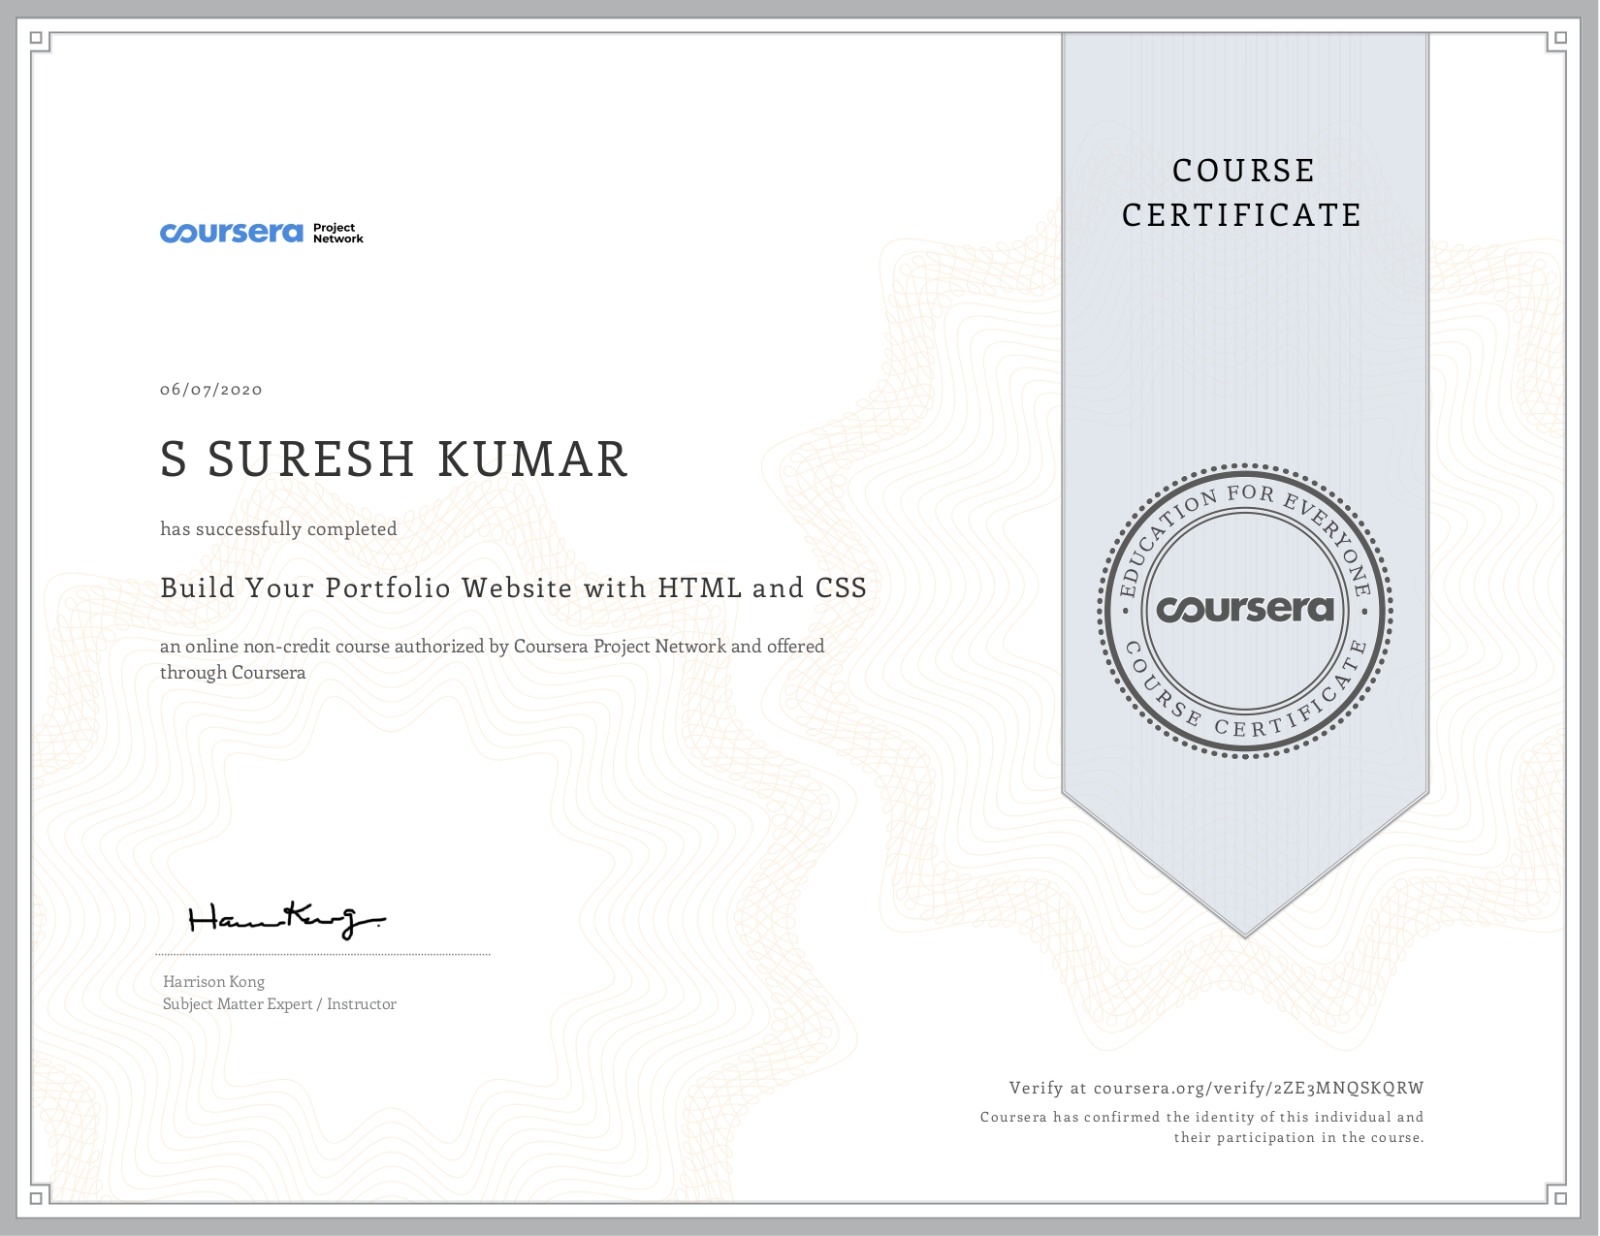 COURSE
CERTIFICATE
coursera Project
Network
06/07/2020
S SURESH KUMAR
has successfully completed
Build Your Portfolio Website with HTML and CSS
an online non-credit course authorized by Coursera Project Network and offered
through Coursera
EDUCATION FOR EVERYONE
coursera
COURSE CERTIFICATE
Harrison Kong
Subject Matter Expert / Instructor
Verify at coursera.org/verify/2ZE3MNQSKQRW
Coursera has confirmed the identity of this individual and
their participation in the course.